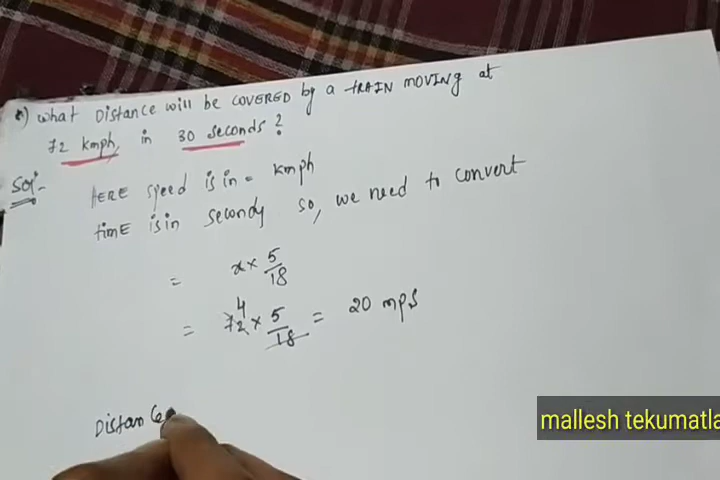 *) what Distance will be COVERED by a tRAIN MOVING at
72 kmph, in 30 seconds?
Sol:- HERE speed is in = kmph
timE is in seconds so, we need to convert
= x × 5/18
= 72 4 × 5/18 = 20 mps
Distance
mallesh tekumatla